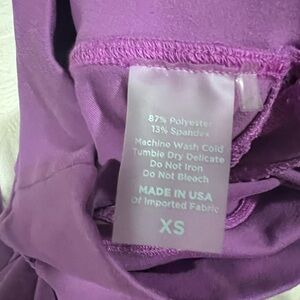 87% Polyester
13% Spandex
Machine Wash Cold
Tumble Dry Delicate
Do Not Iron
Do Not Bleach
MADE IN USA
Of Imported Fabric
XS